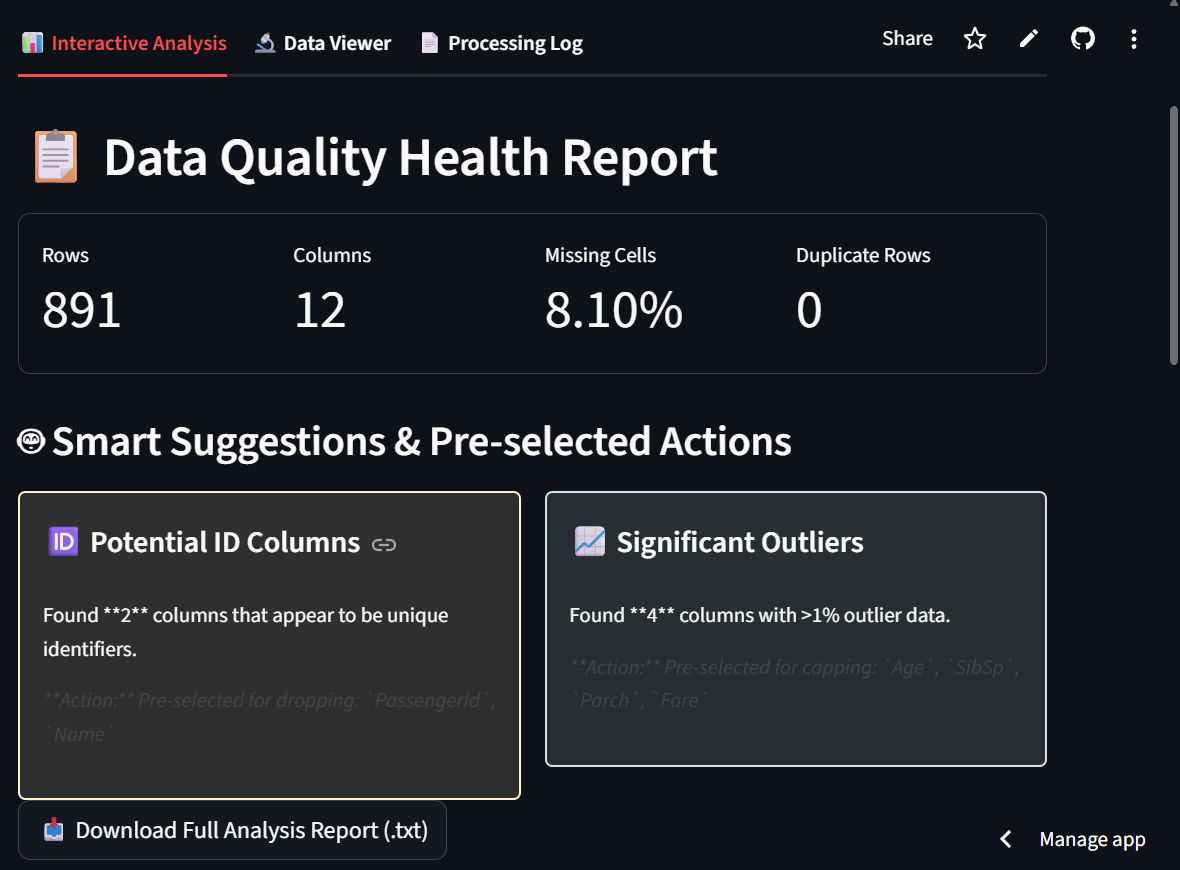 Interactive Analysis Data Viewer Processing Log Share
Data Quality Health Report
Rows Columns Missing Cells Duplicate Rows
891 12 8.10% 0
Smart Suggestions & Pre-selected Actions
ID Potential ID Columns
Found **2** columns that appear to be unique
identifiers.
**Action:** Pre-selected for dropping: `PassengerId`,
`Name`
Significant Outliers
Found **4** columns with >1% outlier data.
**Action:** Pre-selected for capping: `Age`, `SibSp`,
`Parch`, `Fare`
Download Full Analysis Report (.txt)
Manage app